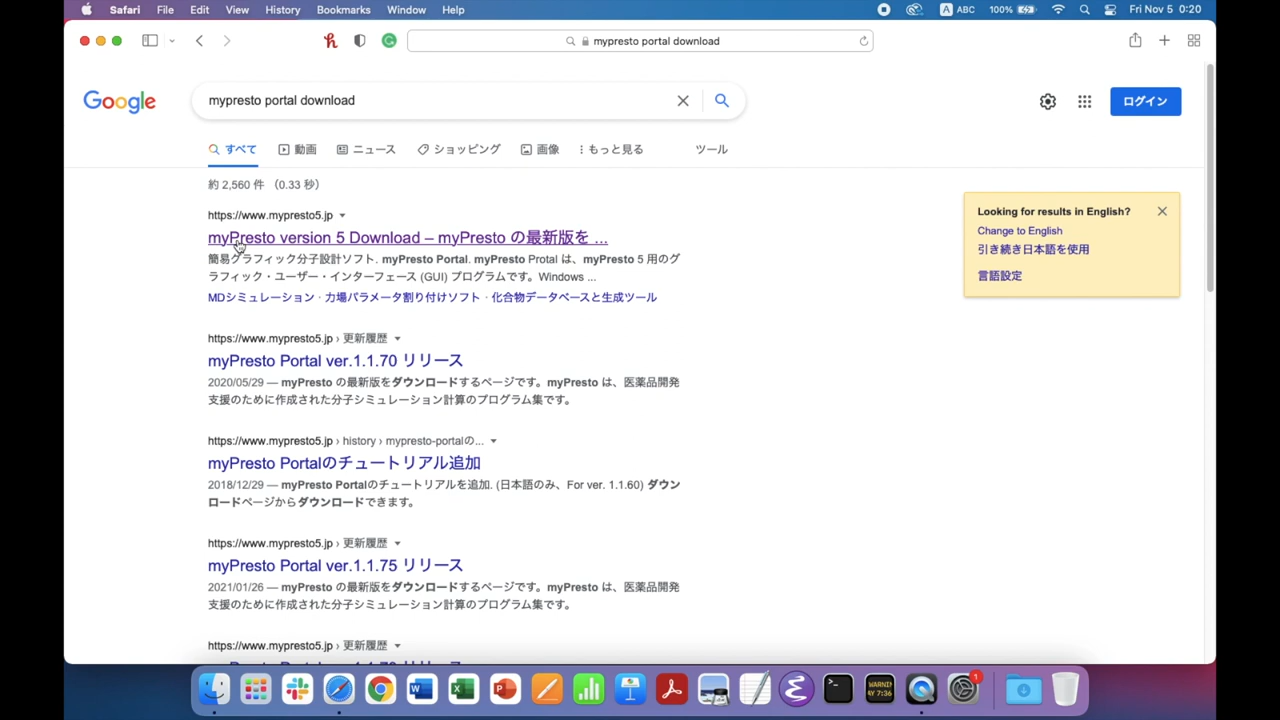 Safari File Edit View History Bookmarks Window Help A ABC 100% Fri Nov 5 0:20
mypresto portal download
Google mypresto portal download ログイン
すべて 動画 ニュース ショッピング 画像 もっと見る ツール
約 2,560 件 （0.33 秒）
https://www.mypresto5.jp
myPresto version 5 Download – myPresto の最新版を ...
簡易グラフィック分子設計ソフト. myPresto Portal. myPresto Protal は、myPresto 5 用のグ
ラフィック・ユーザー・インターフェース (GUI) プログラムです。Windows ...
MDシミュレーション · 力場パラメータ割り付けソフト · 化合物データベースと生成ツール
Looking for results in English?
Change to English
引き続き日本語を使用
言語設定
https://www.mypresto5.jp › 更新履歴
myPresto Portal ver.1.1.70 リリース
2020/05/29 — myPresto の最新版をダウンロードするページです。myPresto は、医薬品開発
支援のために作成された分子シミュレーション計算のプログラム集です。
https://www.mypresto5.jp › history › mypresto-portalの...
myPresto Portalのチュートリアル追加
2018/12/29 — myPresto Portalのチュートリアルを追加. (日本語のみ、For ver. 1.1.60) ダウン
ロードページからダウンロードできます。
https://www.mypresto5.jp › 更新履歴
myPresto Portal ver.1.1.75 リリース
2021/01/26 — myPresto の最新版をダウンロードするページです。myPresto は、医薬品開発
支援のために作成された分子シミュレーション計算のプログラム集です。
https://www.mypresto5.jp › 更新履歴
WARNIN
AY 7:36
1